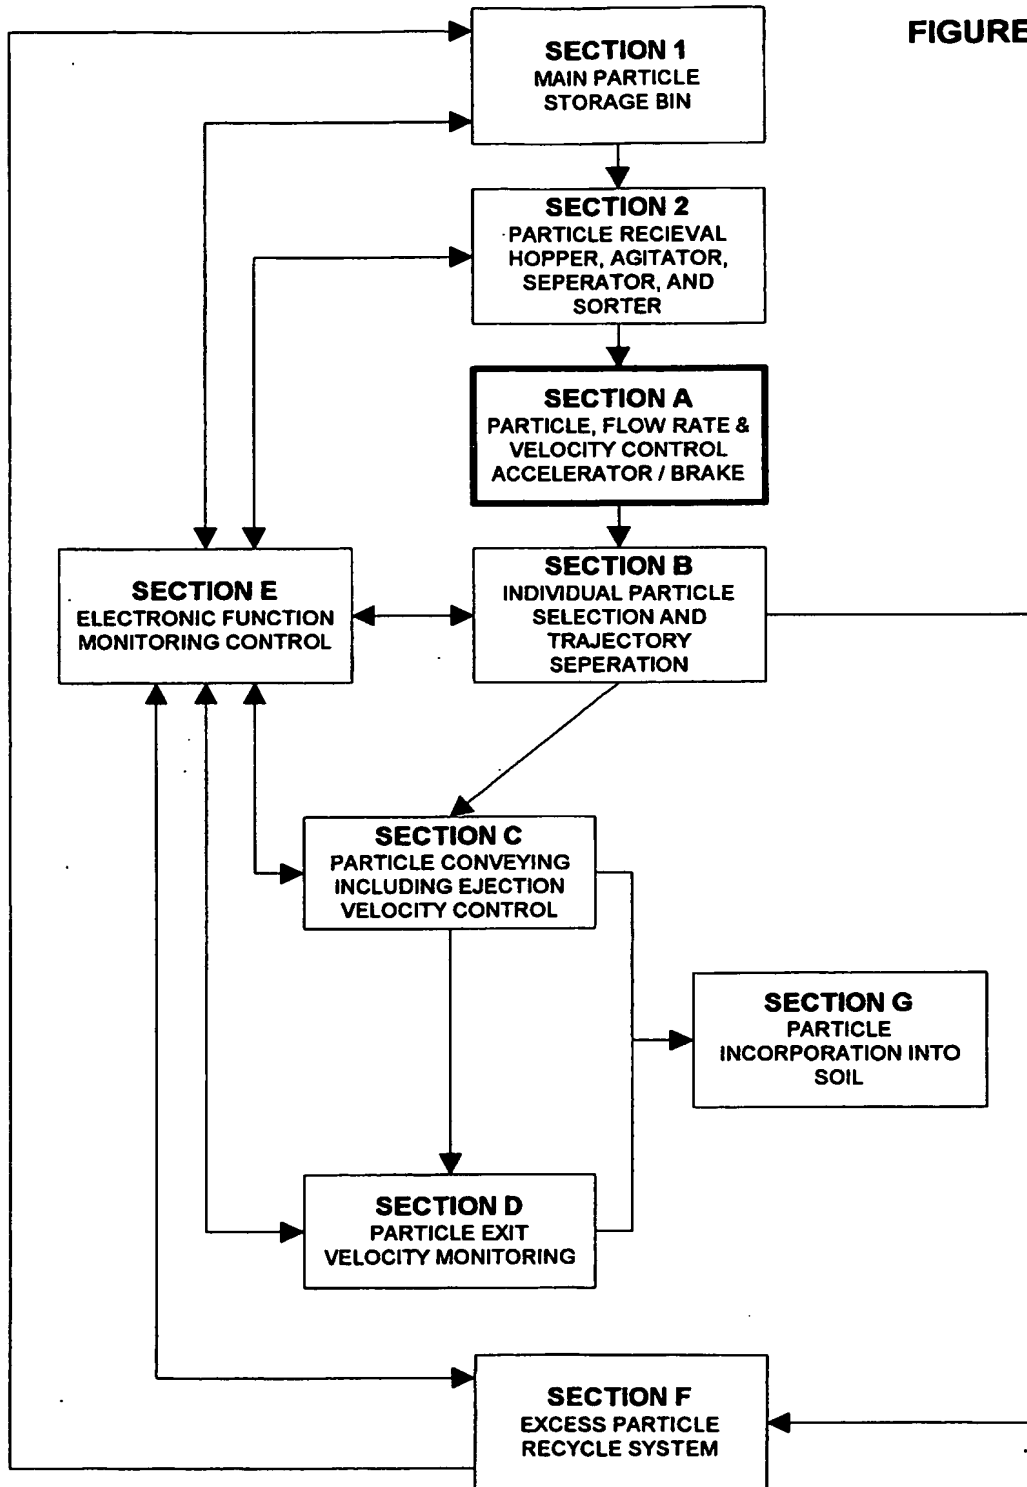 FIGURE
SECTION 1
MAIN PARTICLE
STORAGE BIN
SECTION 2
PARTICLE RECIEVAL
HOPPER, AGITATOR,
SEPERATOR, AND
SORTER
SECTION A
PARTICLE, FLOW RATE &
VELOCITY CONTROL
ACCELERATOR / BRAKE
SECTION B
INDIVIDUAL PARTICLE
SELECTION AND
TRAJECTORY
SEPERATION
SECTION E
ELECTRONIC FUNCTION
MONITORING CONTROL
SECTION C
PARTICLE CONVEYING
INCLUDING EJECTION
VELOCITY CONTROL
SECTION G
PARTICLE
INCORPORATION INTO
SOIL
SECTION D
PARTICLE EXIT
VELOCITY MONITORING
SECTION F
EXCESS PARTICLE
RECYCLE SYSTEM